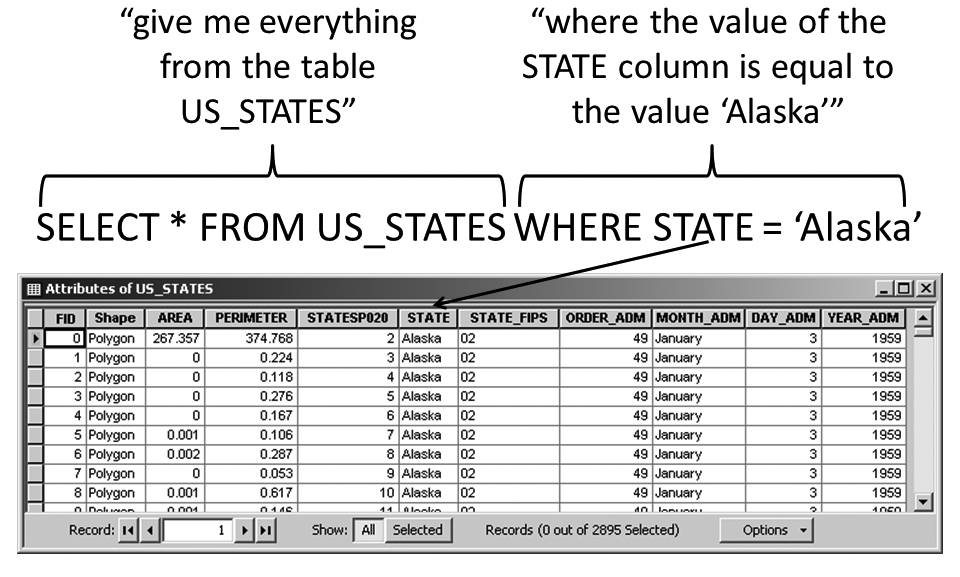 “give me everything
from the table
US_STATES”
“where the value of the
STATE column is equal to
the value ‘Alaska’”
SELECT * FROM US_STATES WHERE STATE = ‘Alaska’
Attributes of US_STATES
FID Shape AREA PERIMETER STATESP020 STATE STATE_FIPS ORDER_ADM MONTH_ADM DAY_ADM YEAR_ADM
0 Polygon 267.357 374.768 2 Alaska 02 49 January 3 1959
1 Polygon 0 0.224 3 Alaska 02 49 January 3 1959
2 Polygon 0 0.118 4 Alaska 02 49 January 3 1959
3 Polygon 0 0.276 5 Alaska 02 49 January 3 1959
4 Polygon 0 0.167 6 Alaska 02 49 January 3 1959
5 Polygon 0.001 0.106 7 Alaska 02 49 January 3 1959
6 Polygon 0.002 0.287 8 Alaska 02 49 January 3 1959
7 Polygon 0 0.053 9 Alaska 02 49 January 3 1959
8 Polygon 0.001 0.617 10 Alaska 02 49 January 3 1959
9 Polygon 0.001 0.146 11 Alaska 02 49 January 3 1959
Record: 1 Show: All Selected Records (0 out of 2895 Selected) Options